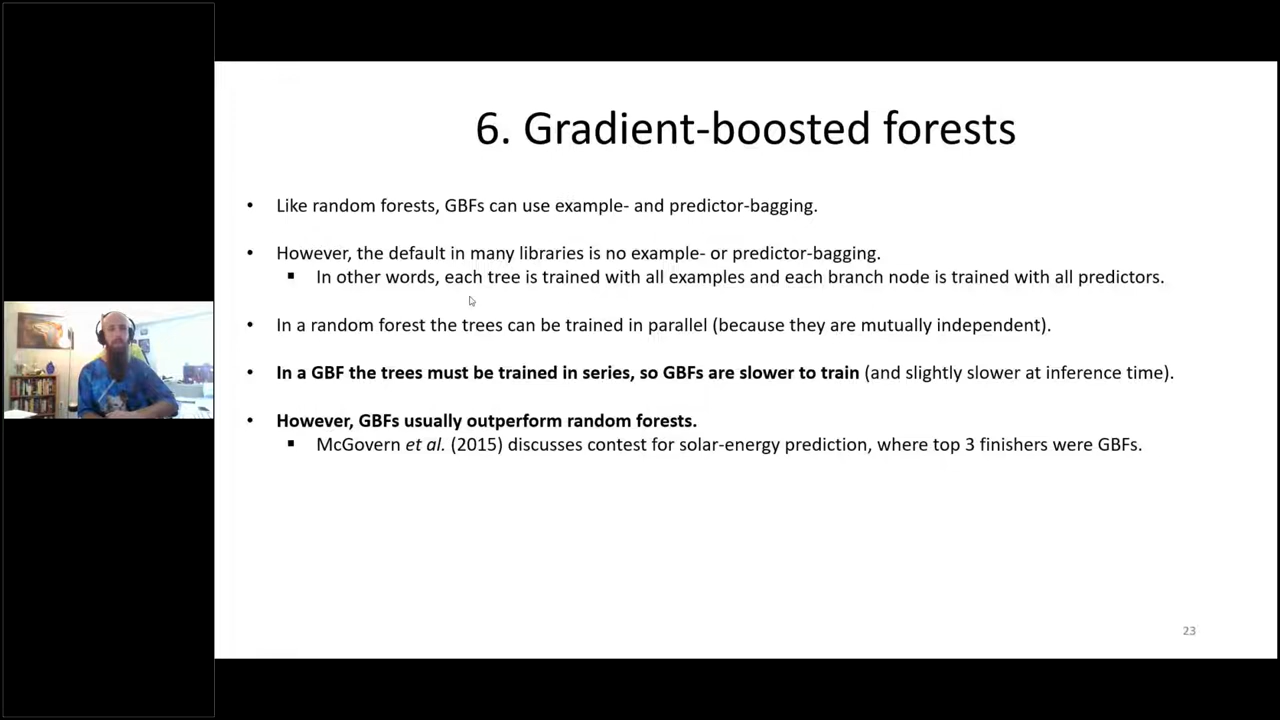 6. Gradient-boosted forests
• Like random forests, GBFs can use example- and predictor-bagging.
• However, the default in many libraries is no example- or predictor-bagging.
▪ In other words, each tree is trained with all examples and each branch node is trained with all predictors.
• In a random forest the trees can be trained in parallel (because they are mutually independent).
• In a GBF the trees must be trained in series, so GBFs are slower to train (and slightly slower at inference time).
• However, GBFs usually outperform random forests.
▪ McGovern et al. (2015) discusses contest for solar-energy prediction, where top 3 finishers were GBFs.
23